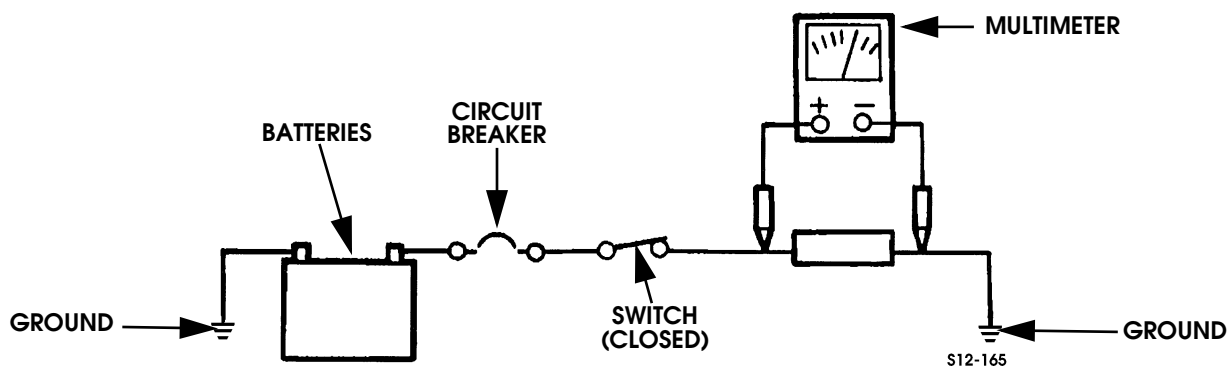 MULTIMETER
CIRCUIT
BREAKER
BATTERIES
+ −
SWITCH
(CLOSED)
GROUND
GROUND
S12-165